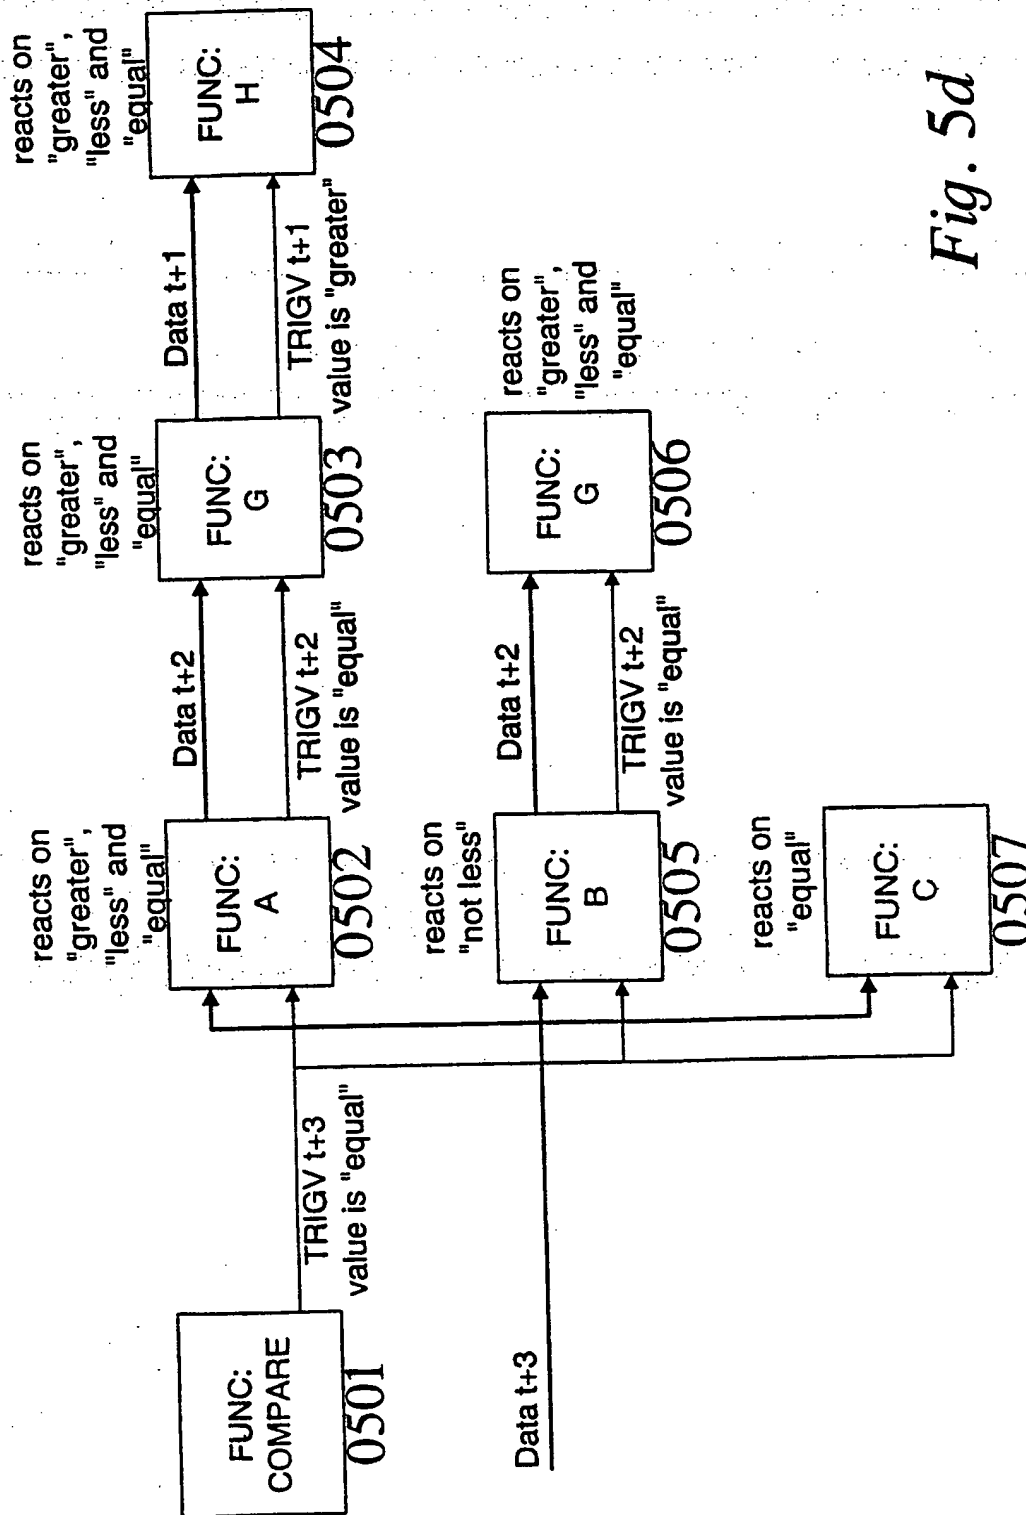 FUNC:
COMPARE
0501
TRIGV t+3
value is "equal"
reacts on
"greater",
"less" and
"equal"
FUNC:
A
0502
Data t+2
TRIGV t+2
value is "equal"
reacts on
"greater",
"less" and
"equal"
FUNC:
G
0503
Data t+1
TRIGV t+1
value is "greater"
reacts on
"greater",
"less" and
"equal"
FUNC:
H
0504
Data t+3
reacts on
"not less"
FUNC:
B
0505
Data t+2
TRIGV t+2
value is "equal"
reacts on
"greater",
"less" and
"equal"
FUNC:
G
0506
reacts on
"equal"
FUNC:
C
0507
Fig. 5d